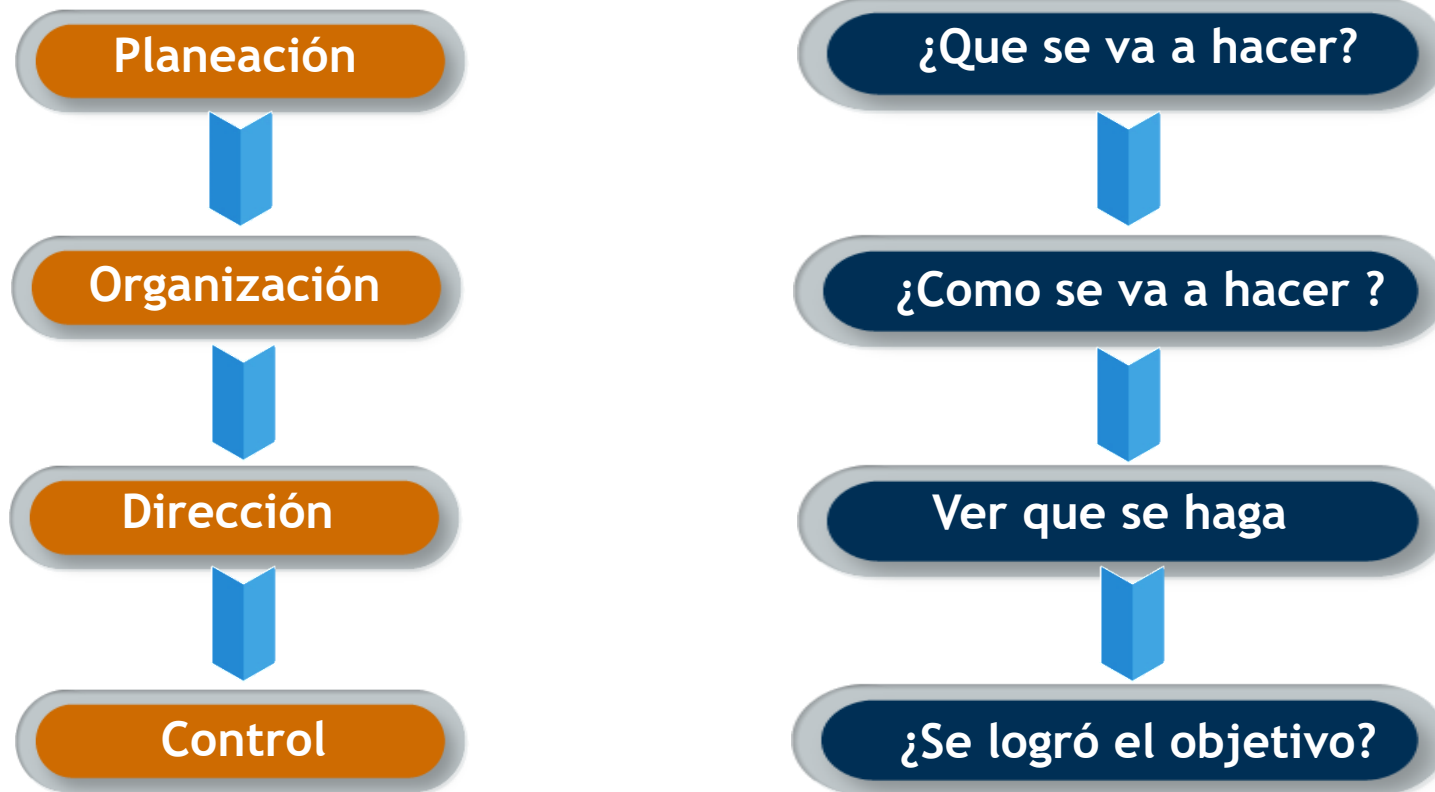 Planeación
¿Que se va a hacer?
Organización
¿Como se va a hacer ?
Dirección
Ver que se haga
Control
¿Se logró el objetivo?